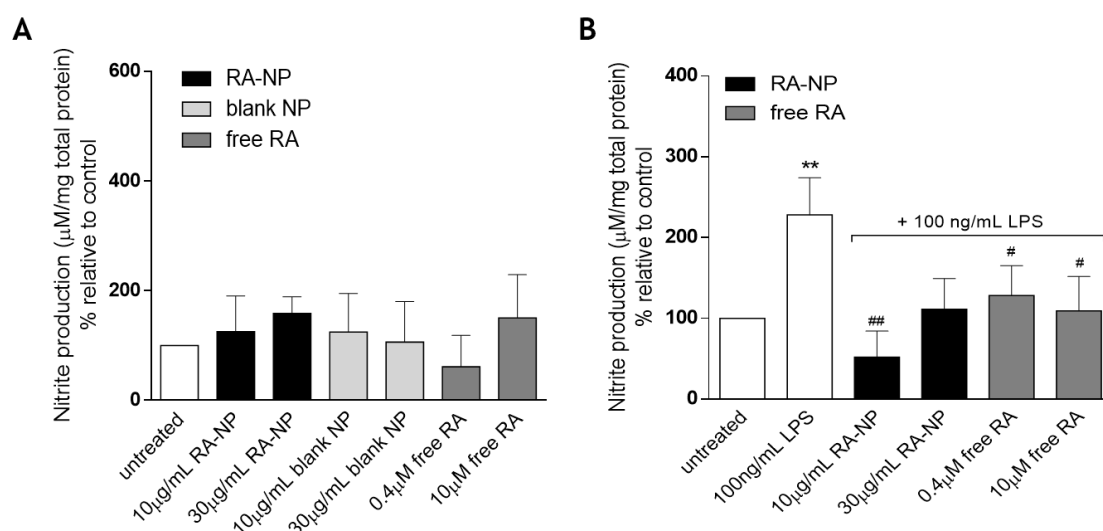 A
Nitrite production (μM/mg total protein)
% relative to control
600
400
200
0
RA-NP
blank NP
free RA
untreated
10μg/mL RA-NP
30μg/mL RA-NP
10μg/mL blank NP
30μg/mL blank NP
0.4μM free RA
10μM free RA
B
Nitrite production (μM/mg total protein)
% relative to control
400
300
200
100
0
RA-NP
free RA
**
+ 100 ng/mL LPS
##
#
#
untreated
100ng/mL LPS
10μg/mL RA-NP
30μg/mL RA-NP
0.4μM free RA
10μM free RA